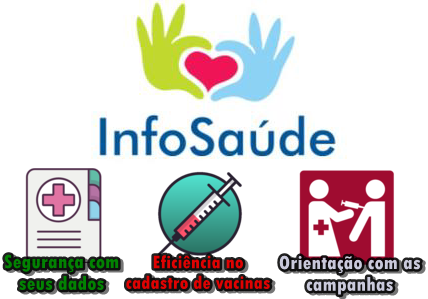 InfoSaúde
Segurança com
seus dados
Eficiência no
cadastro de vacinas
Orientação com as
campanhas